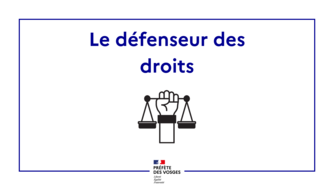 Le défenseur des
droits
PRÉFÈTE
DES VOSGES